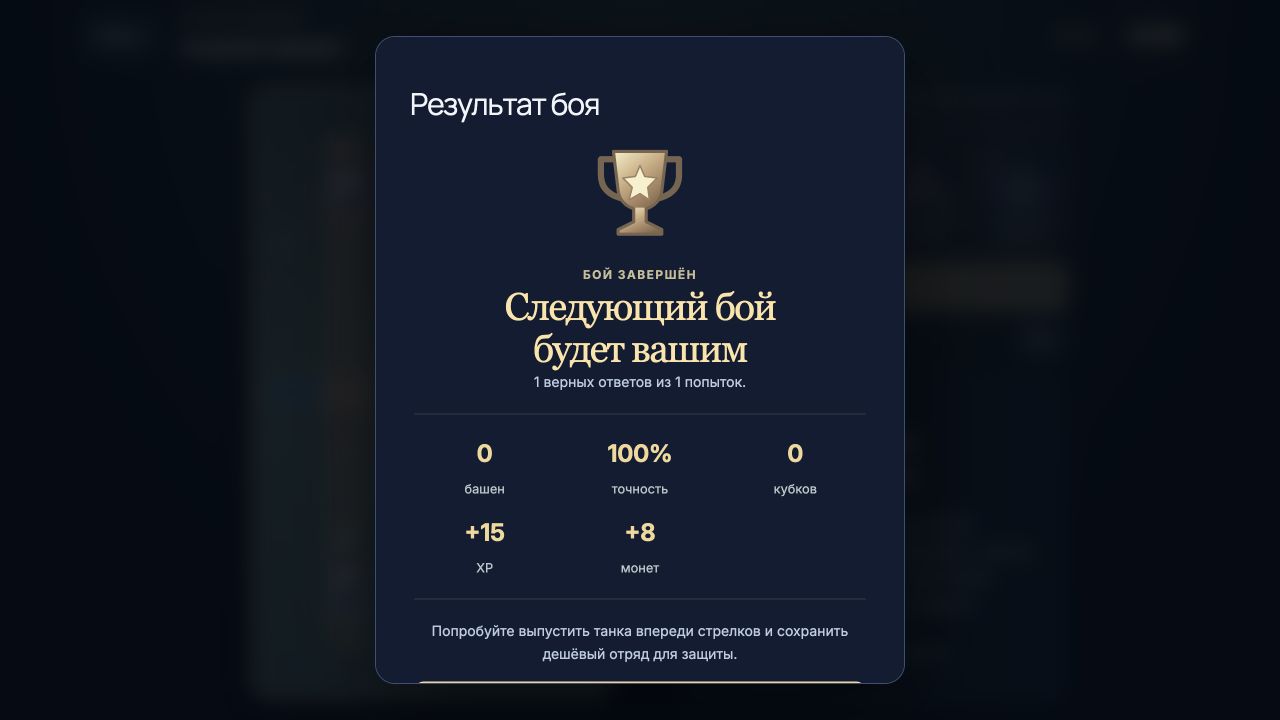 Результат боя
БОЙ ЗАВЕРШЁН
Следующий бой
будет вашим
1 верных ответов из 1 попыток.
0
башен
100%
точность
0
кубков
+15
XP
+8
монет
Попробуйте выпустить танка впереди стрелков и сохранить
дешёвый отряд для защиты.